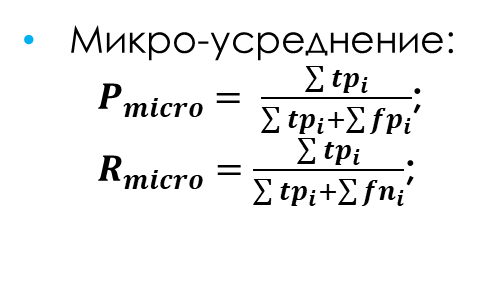 • Микро-усреднение:
P_micro = ∑ tp_i / (∑ tp_i + ∑ fp_i);
R_micro = ∑ tp_i / (∑ tp_i + ∑ fn_i);